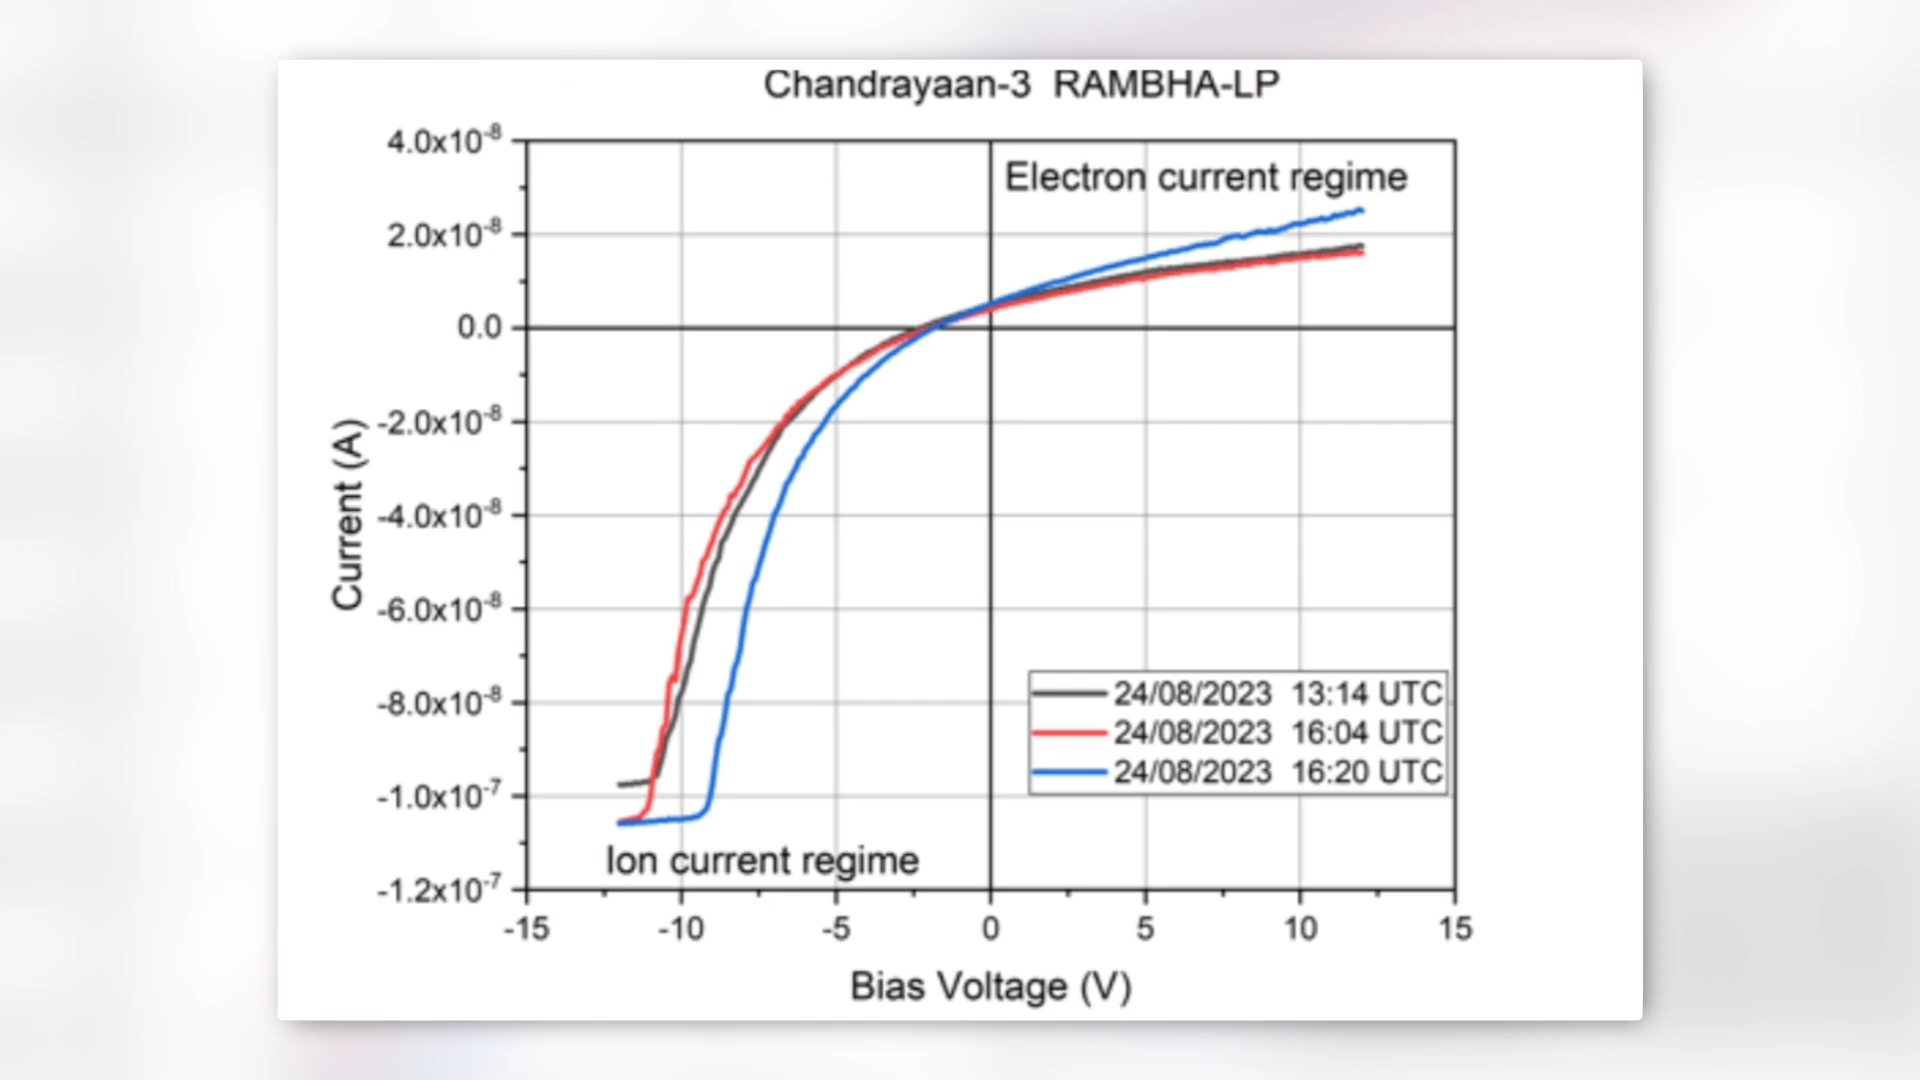 Chandrayaan-3 RAMBHA-LP
4.0x10⁻⁸
Electron current regime
2.0x10⁻⁸
0.0
-2.0x10⁻⁸
Current (A)
-4.0x10⁻⁸
-6.0x10⁻⁸
-8.0x10⁻⁸
24/08/2023 13:14 UTC
24/08/2023 16:04 UTC
24/08/2023 16:20 UTC
-1.0x10⁻⁷
Ion current regime
-1.2x10⁻⁷
-15 -10 -5 0 5 10 15
Bias Voltage (V)